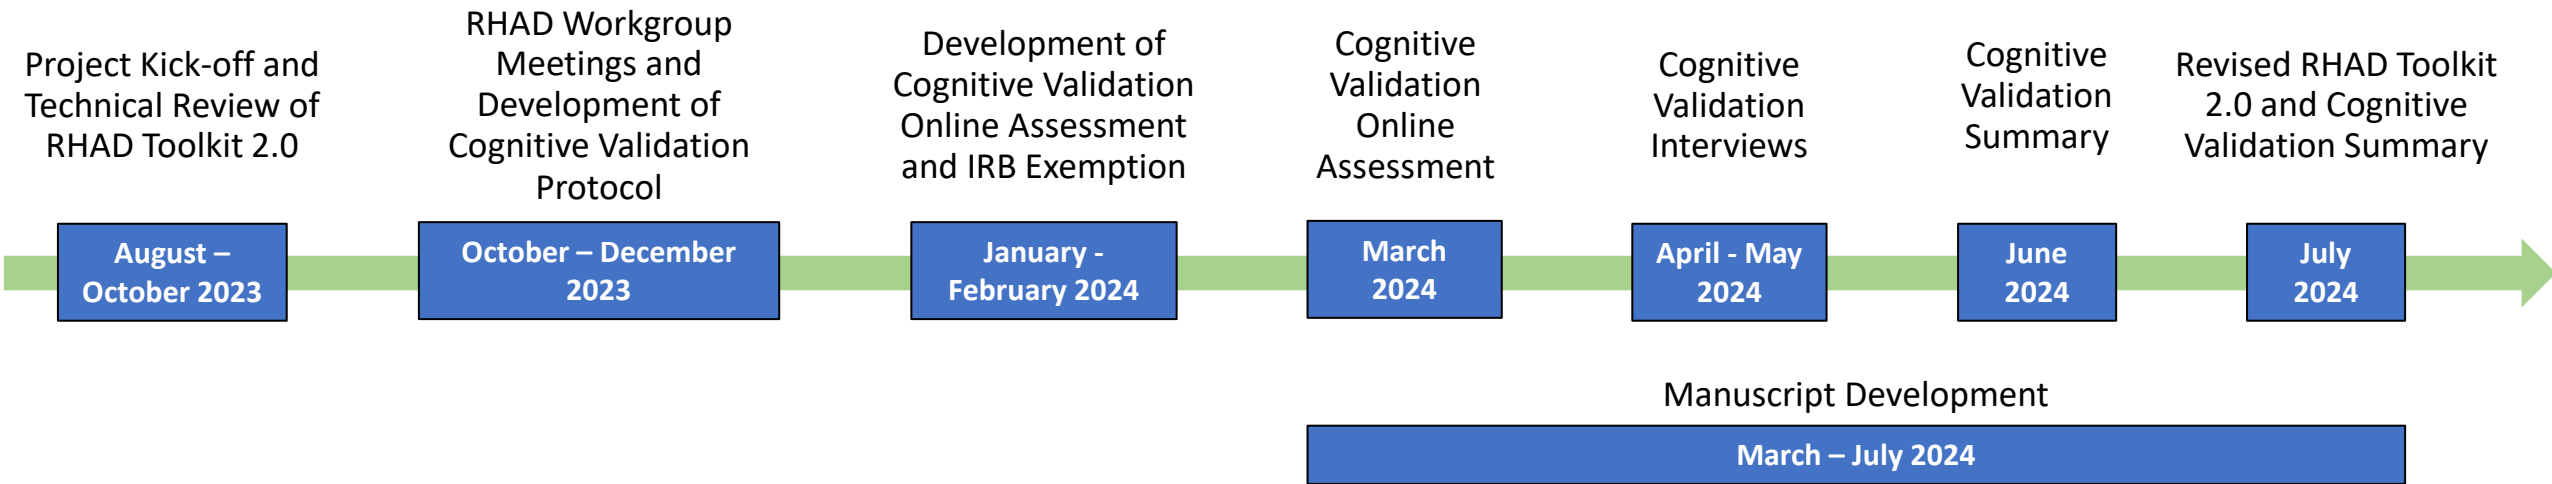 Project Kick-off and
Technical Review of
RHAD Toolkit 2.0
August –
October 2023
RHAD Workgroup
Meetings and
Development of
Cognitive Validation
Protocol
October – December
2023
Development of
Cognitive Validation
Online Assessment
and IRB Exemption
January -
February 2024
Cognitive
Validation
Online
Assessment
March
2024
Cognitive
Validation
Interviews
April - May
2024
Cognitive
Validation
Summary
June
2024
Revised RHAD Toolkit
2.0 and Cognitive
Validation Summary
July
2024
Manuscript Development
March – July 2024